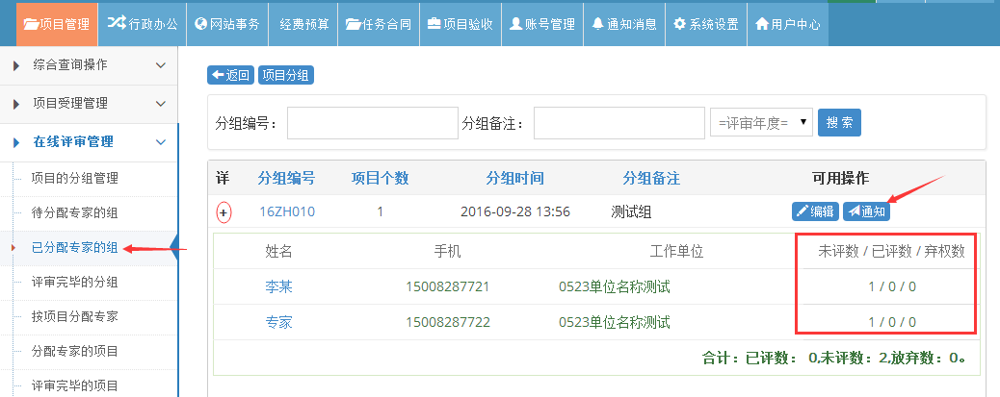 项目管理 行政办公 网站事务 经费预算 任务合同 项目验收 账号管理 通知消息 系统设置 用户中心
综合查询操作
项目受理管理
在线评审管理
项目的分组管理
待分配专家的组
已分配专家的组
评审完毕的分组
按项目分配专家
分配专家的项目
评审完毕的项目
返回 项目分组
分组编号： 分组备注： =评审年度= 搜 索
详 分组编号 项目个数 分组时间 分组备注 可用操作
+ 16ZH010 1 2016-09-28 13:56 测试组 编辑 通知
姓名 手机 工作单位 未评数 / 已评数 / 弃权数
李某 15008287721 0523单位名称测试 1 / 0 / 0
专家 15008287722 0523单位名称测试 1 / 0 / 0
合计：已评数： 0,未评数：2,放弃数：0。